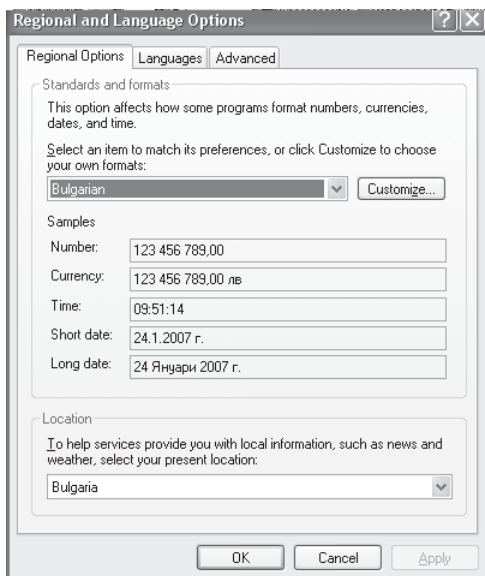 Regional and Language Options
Regional Options Languages Advanced
Standards and formats
This option affects how some programs format numbers, currencies,
dates, and time.
Select an item to match its preferences, or click Customize to choose
your own formats:
Bulgarian Customize...
Samples
Number: 123 456 789,00
Currency: 123 456 789,00 лв
Time: 09:51:14
Short date: 24.1.2007 г.
Long date: 24 Януари 2007 г.
Location
To help services provide you with local information, such as news and
weather, select your present location:
Bulgaria
OK Cancel Apply